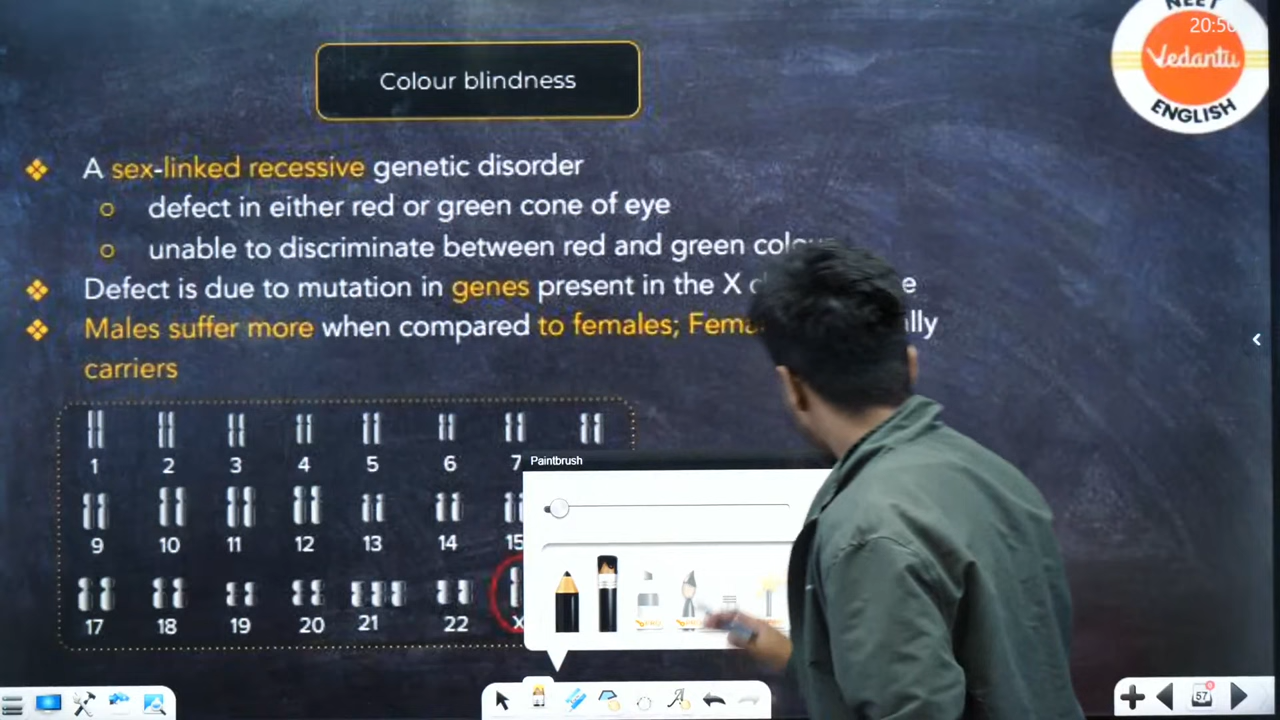 NEET
20:50
Vedantu
ENGLISH
Colour blindness
A sex-linked recessive genetic disorder
defect in either red or green cone of eye
unable to discriminate between red and green
Defect is due to mutation in genes present in the X
Males suffer more when compared to females;
carriers
1 2 3 4 5 6 7
Paintbrush
9 10 11 12 13 14 15
17 18 19 20 21 22 X
57